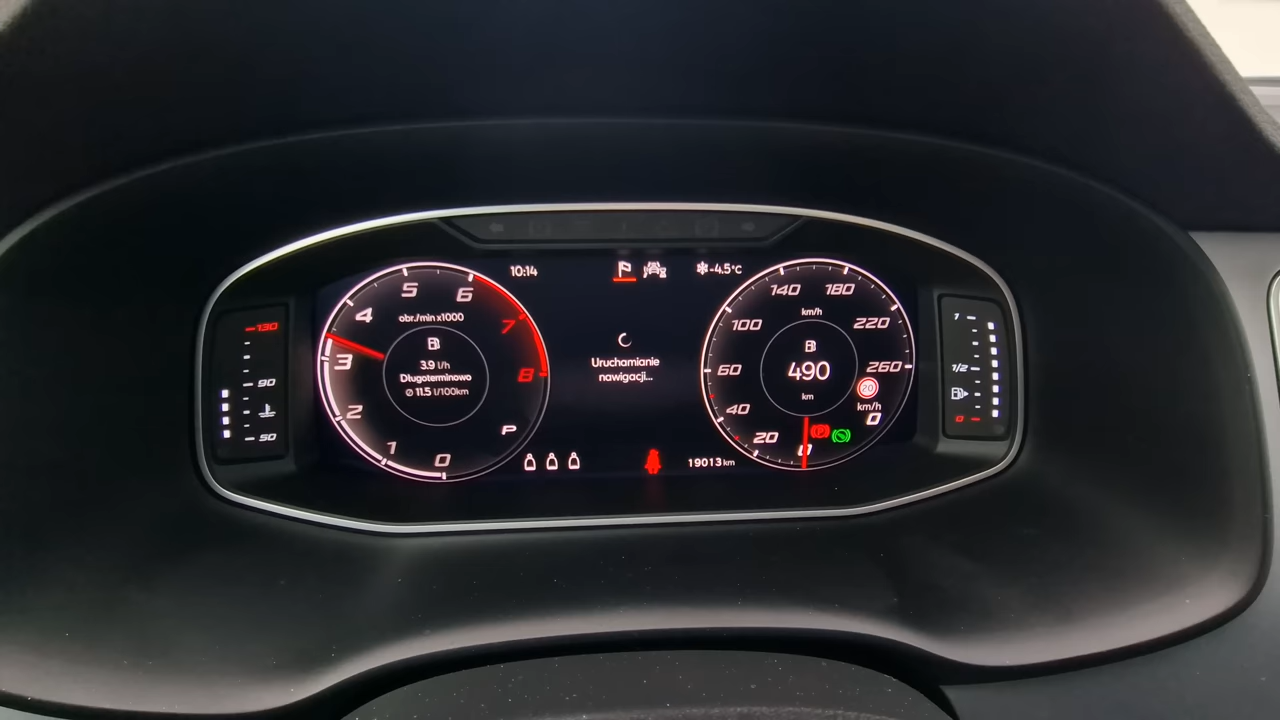 10:14
-4.5°C
130
90
50
obr./min x1000
3.9 l/h
Długoterminowo
Ø 11.5 l/100km
0
1
2
3
4
5
6
7
8
P
Uruchamianie
nawigacji...
km/h
490
km
0
20
40
60
100
140
180
220
260
20
km/h
0
P
19013 km
1
1/2
0